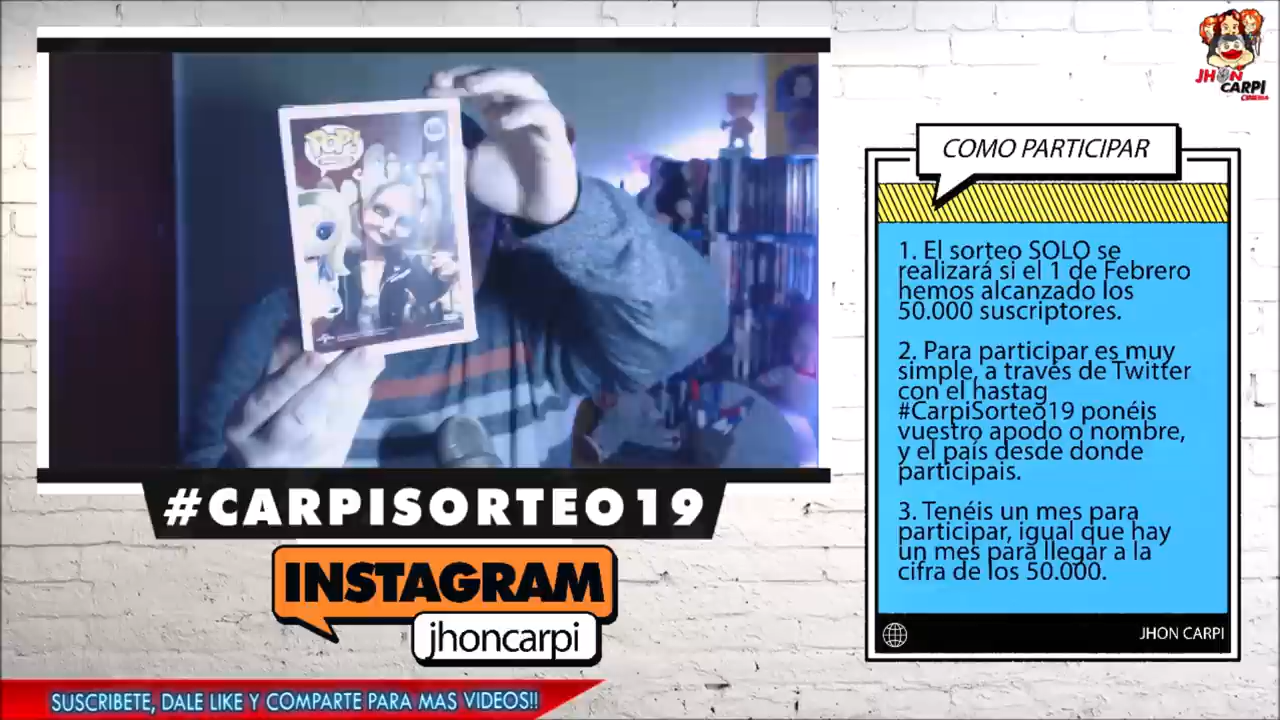 JHON
CARPI
CINEMA
COMO PARTICIPAR
POP!
1. El sorteo SOLO se
realizará si el 1 de Febrero
hemos alcanzado los
50.000 suscriptores.
2. Para participar es muy
simple, a través de Twitter
con el hastag
#CarpiSorteo19 ponéis
vuestro apodo o nombre,
y el país desde donde
participais.
3. Tenéis un mes para
participar, igual que hay
un mes para llegar a la
cifra de los 50.000.
JHON CARPI
#CARPISORTEO19
INSTAGRAM
jhoncarpi
SUSCRIBETE, DALE LIKE Y COMPARTE PARA MAS VIDEOS!!